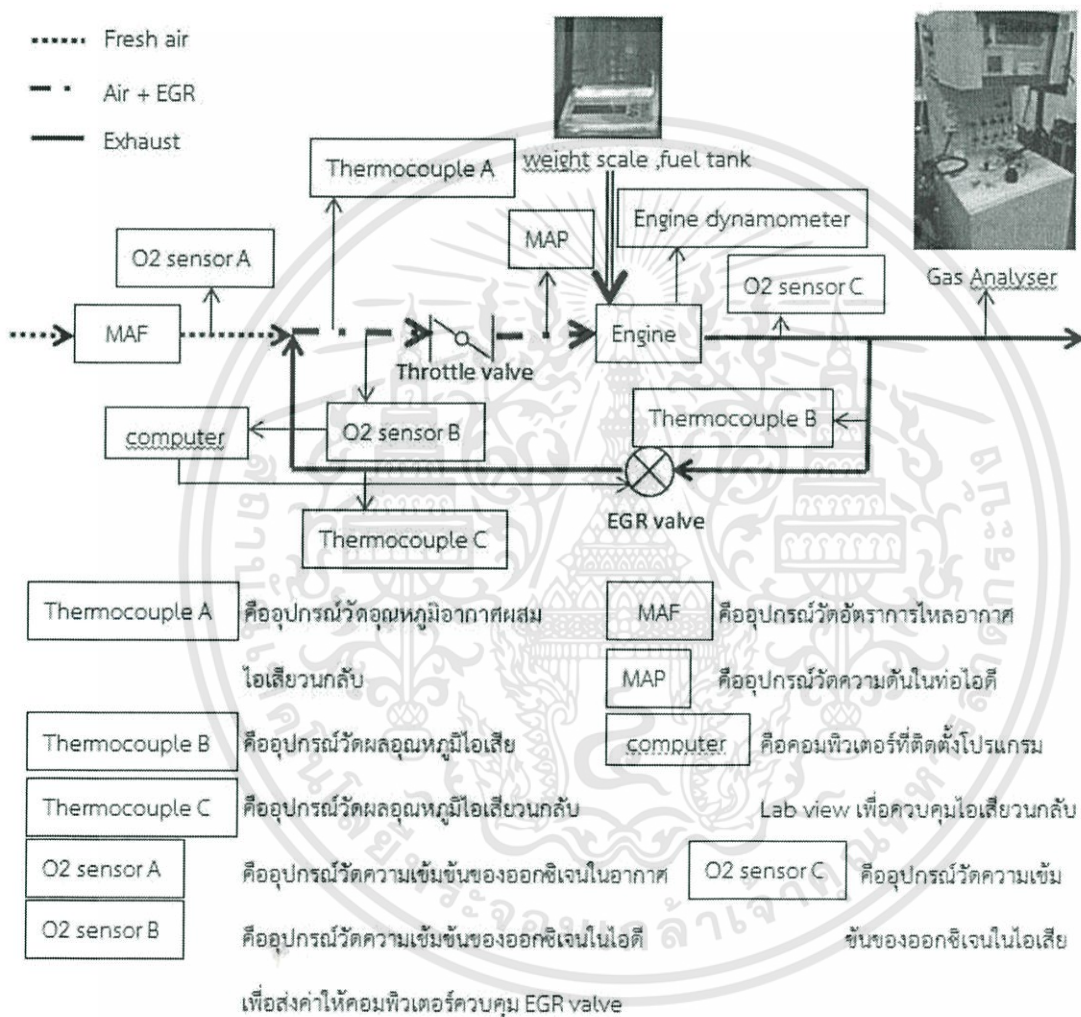 Fresh air
Air + EGR
Exhaust
weight scale ,fuel tank
Thermocouple A
Engine dynamometer
MAP
O2 sensor A
O2 sensor C
Gas Analyser
MAF
Engine
Throttle valve
Thermocouple B
computer
O2 sensor B
EGR valve
Thermocouple C
Thermocouple A คืออุปกรณ์วัดอุณหภูมิอากาศผสม
ไอเสียวนกลับ
MAF คืออุปกรณ์วัดอัตราการไหลอากาศ
MAP คืออุปกรณ์วัดความดันในท่อไอดี
Thermocouple B คืออุปกรณ์วัดผลอุณหภูมิไอเสีย
computer คือคอมพิวเตอร์ที่ติดตั้งโปรแกรม
Lab view เพื่อควบคุมไอเสียวนกลับ
Thermocouple C คืออุปกรณ์วัดผลอุณหภูมิไอเสียวนกลับ
O2 sensor A คืออุปกรณ์วัดความเข้มข้นของออกซิเจนในอากาศ
O2 sensor C คืออุปกรณ์วัดความเข้ม
ข้นของออกซิเจนในไอเสีย
O2 sensor B คืออุปกรณ์วัดความเข้มข้นของออกซิเจนในไอดี
เพื่อส่งค่าให้คอมพิวเตอร์ควบคุม EGR valve